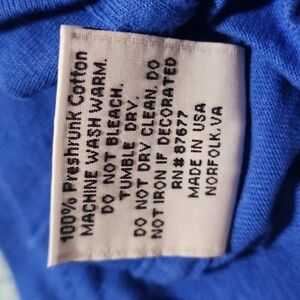 100% Preshrunk Cotton
MACHINE WASH WARM.
DO NOT BLEACH.
TUMBLE DRY.
DO NOT DRY CLEAN. DO
NOT IRON IF DECORATED
RN#87677
MADE IN USA
NORFOLK, VA